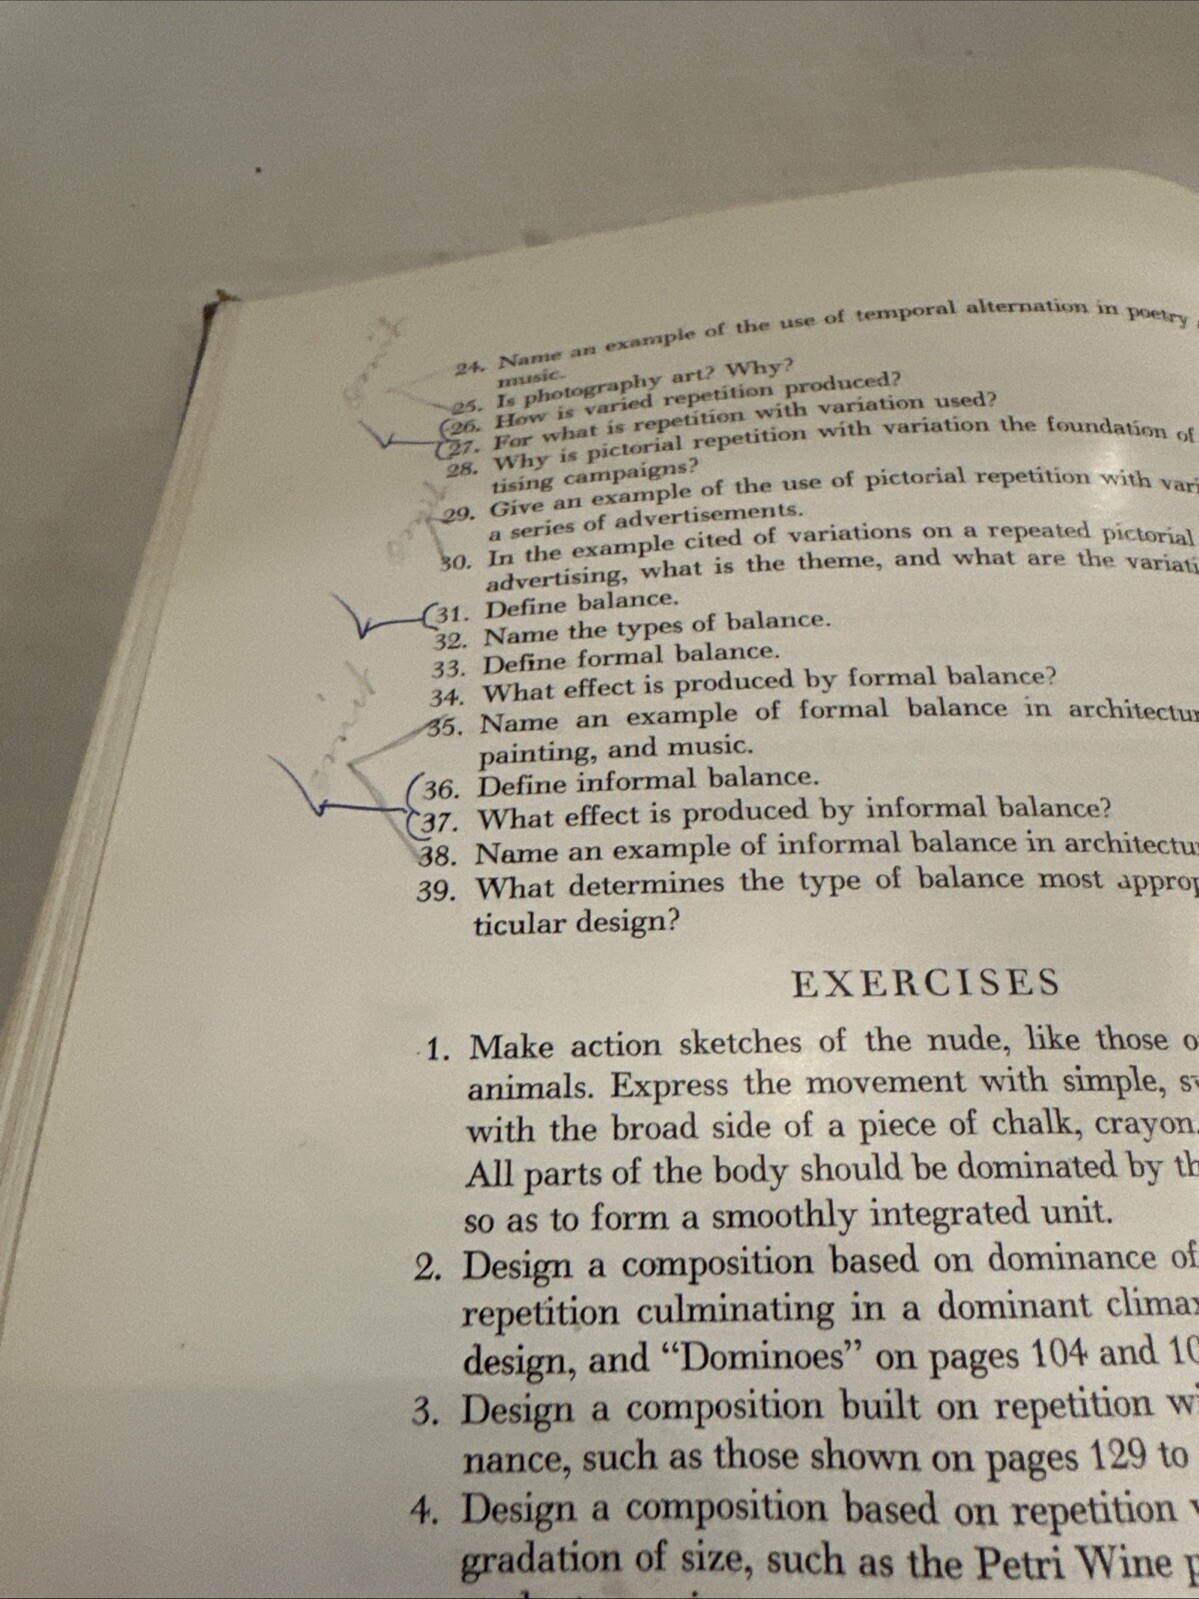 24. Name an example of the use of temporal alternation in poetry
music.
25. Is photography art? Why?
26. How is varied repetition produced?
27. For what is repetition with variation used?
28. Why is pictorial repetition with variation the foundation of
tising campaigns?
29. Give an example of the use of pictorial repetition with vari
a series of advertisements.
30. In the example cited of variations on a repeated pictorial
advertising, what is the theme, and what are the variati
31. Define balance.
32. Name the types of balance.
33. Define formal balance.
34. What effect is produced by formal balance?
35. Name an example of formal balance in architectur
painting, and music.
36. Define informal balance.
37. What effect is produced by informal balance?
38. Name an example of informal balance in architectu
39. What determines the type of balance most approp
ticular design?
omit
omit
omit
EXERCISES
1. Make action sketches of the nude, like those o
animals. Express the movement with simple, sw
with the broad side of a piece of chalk, crayon,
All parts of the body should be dominated by th
so as to form a smoothly integrated unit.
2. Design a composition based on dominance of
repetition culminating in a dominant climax
design, and “Dominoes” on pages 104 and 10
3. Design a composition built on repetition wi
nance, such as those shown on pages 129 to
4. Design a composition based on repetition
gradation of size, such as the Petri Wine p